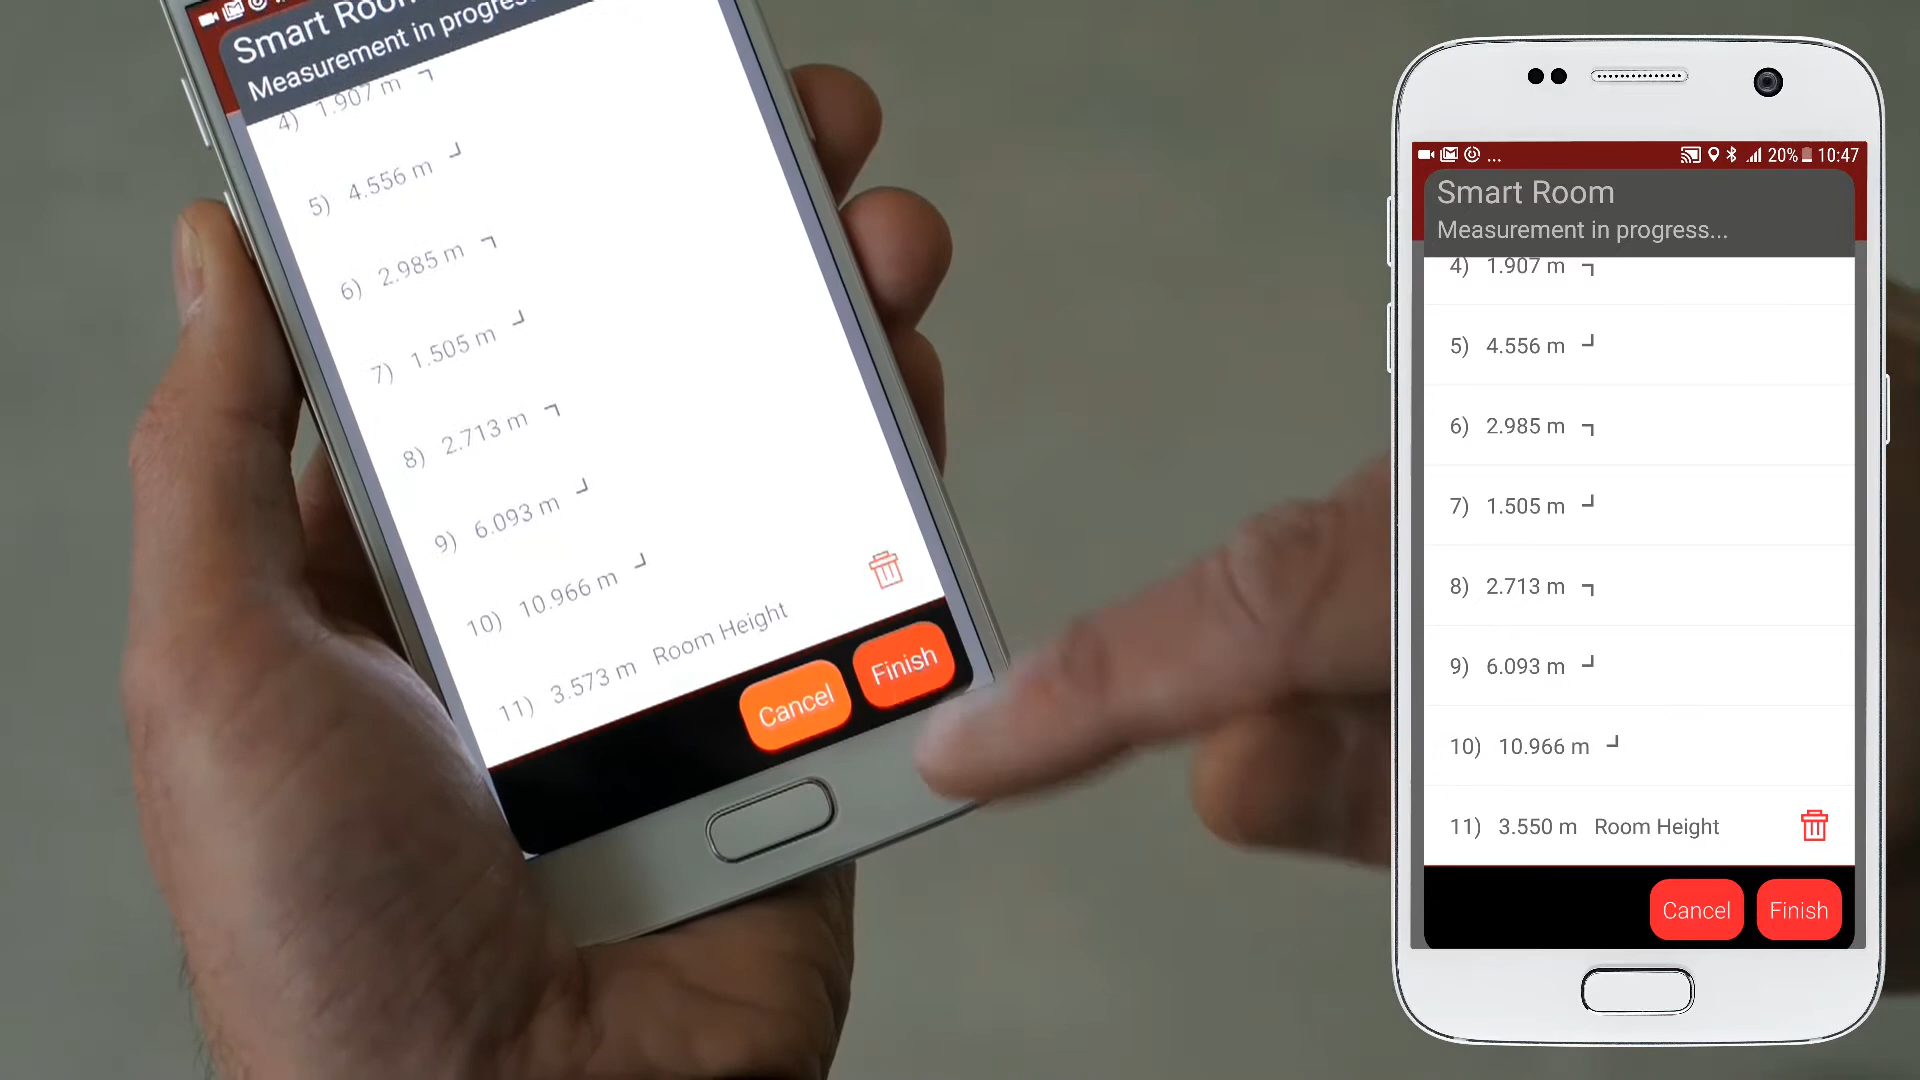 Smart Room
Measurement in progress...
4) 1.907 m
5) 4.556 m
6) 2.985 m
7) 1.505 m
8) 2.713 m
9) 6.093 m
10) 10.966 m
11) 3.573 m Room Height
Cancel Finish
... 20% 10:47
Smart Room
Measurement in progress...
4) 1.907 m
5) 4.556 m
6) 2.985 m
7) 1.505 m
8) 2.713 m
9) 6.093 m
10) 10.966 m
11) 3.550 m Room Height
Cancel Finish